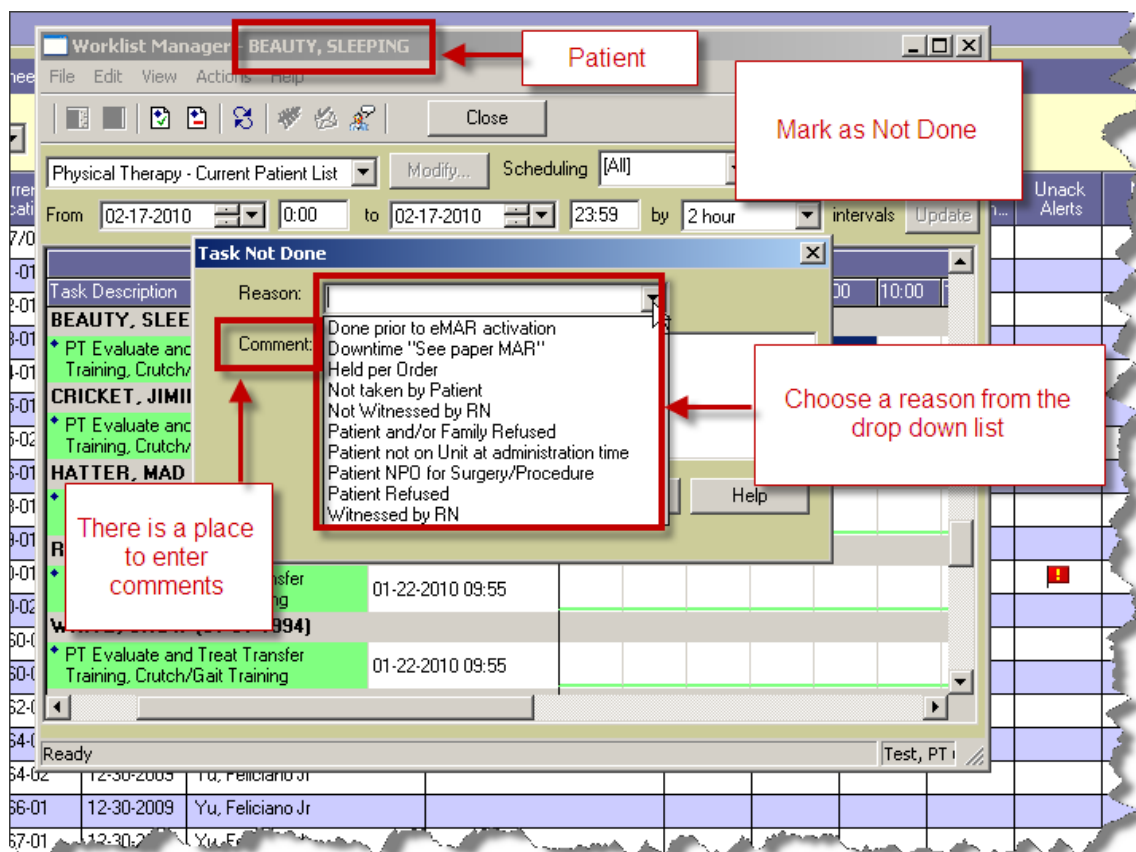 Worklist Manager - BEAUTY, SLEEPING
Patient
File Edit View Actions Help
Close
Mark as Not Done
Physical Therapy - Current Patient List Modify... Scheduling [All]
From 02-17-2010 0:00 to 02-17-2010 23:59 by 2 hour intervals Update
Unack
Alerts
Task Not Done
Task Description
10:00
Reason:
Comment:
Done prior to eMAR activation
Downtime "See paper MAR"
Held per Order
Not taken by Patient
Not Witnessed by RN
Patient and/or Family Refused
Patient not on Unit at administration time
Patient NPO for Surgery/Procedure
Patient Refused
Witnessed by RN
Help
Choose a reason from the
drop down list
There is a place
to enter
comments
BEAUTY, SLEE
PT Evaluate and
Training, Crutch/
CRICKET, JIMI
PT Evaluate and
Training, Crutch/
HATTER, MAD
01-22-2010 09:55
PT Evaluate and Treat Transfer
Training, Crutch/Gait Training
01-22-2010 09:55
Ready
Test, PT
12-30-2009 Yu, Feliciano Jr
66-01 12-30-2009 Yu, Feliciano Jr
67-01